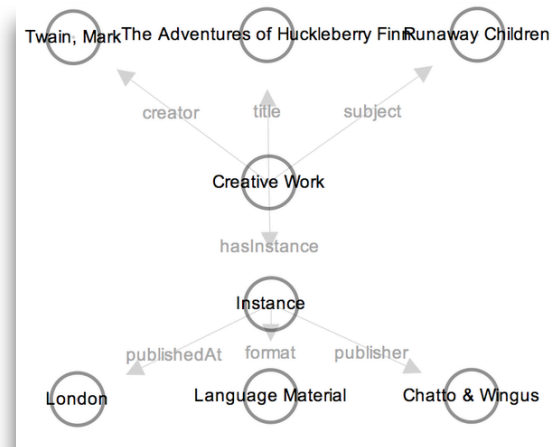 Twain, Mark The Adventures of Huckleberry Finn Runaway Children
creator title subject
Creative Work
hasInstance
Instance
publishedAt format publisher
London Language Material Chatto & Wingus